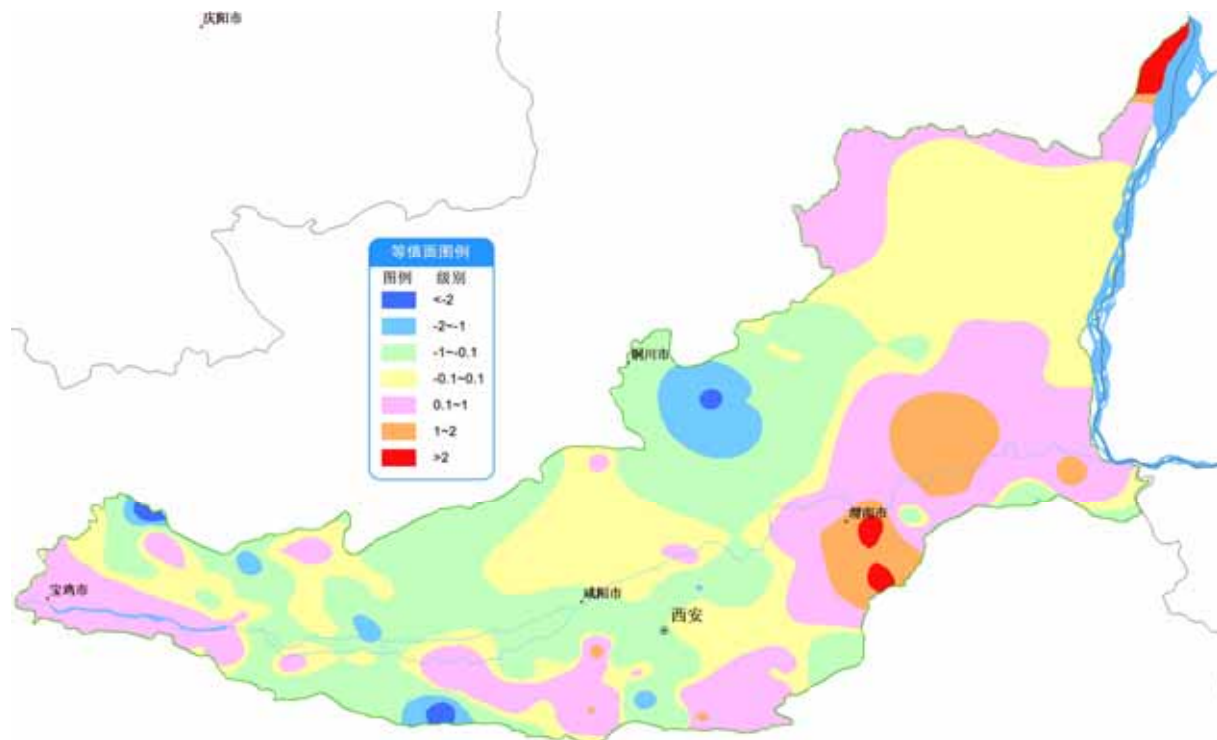 庆阳市
等值面图例
图例 级别
<-2
-2~-1
-1~-0.1
-0.1~0.1
0.1~1
1~2
>2
铜川市
渭南市
宝鸡市
咸阳市
西安